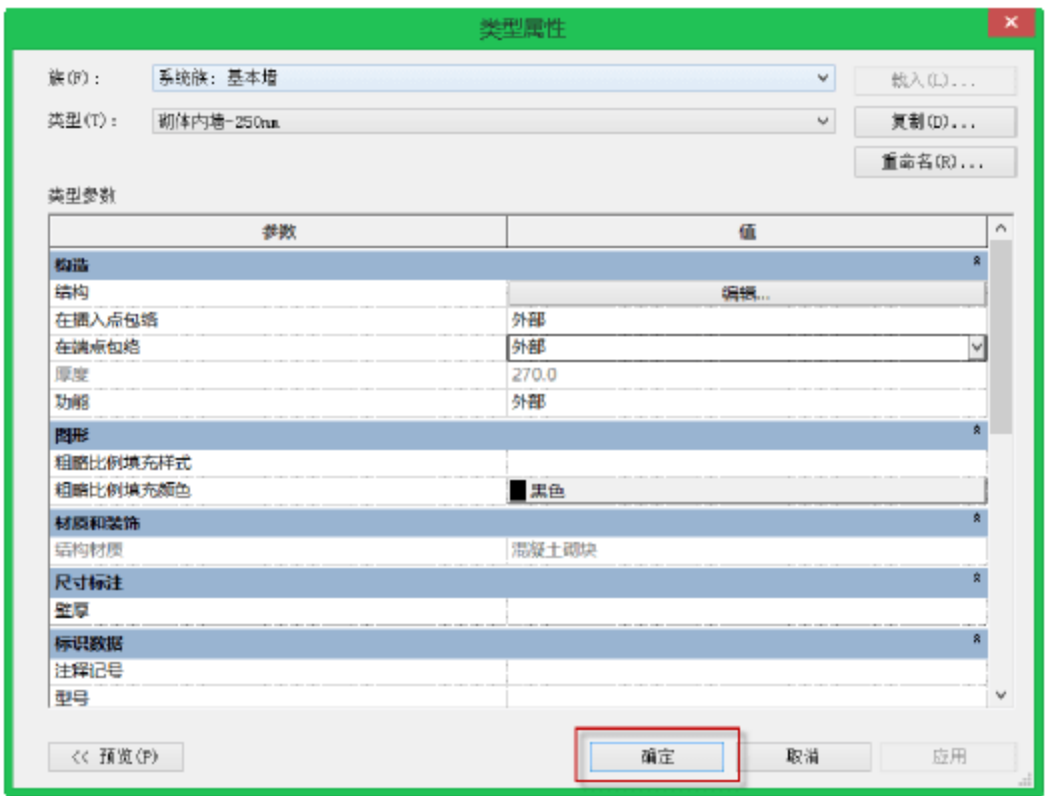 类型属性
族(F)： 系统族: 基本墙 载入(L)...
类型(T)： 砌体内墙-250mm 复制(D)...
重命名(R)...
类型参数
参数 值
构造
结构 编辑...
在插入点包络 外部
在端点包络 外部
厚度 270.0
功能 外部
图形
粗略比例填充样式
粗略比例填充颜色 黑色
材质和装饰
结构材质 混凝土砌块
尺寸标注
壁厚
标识数据
注释记号
型号
<< 预览(P) 确定 取消 应用